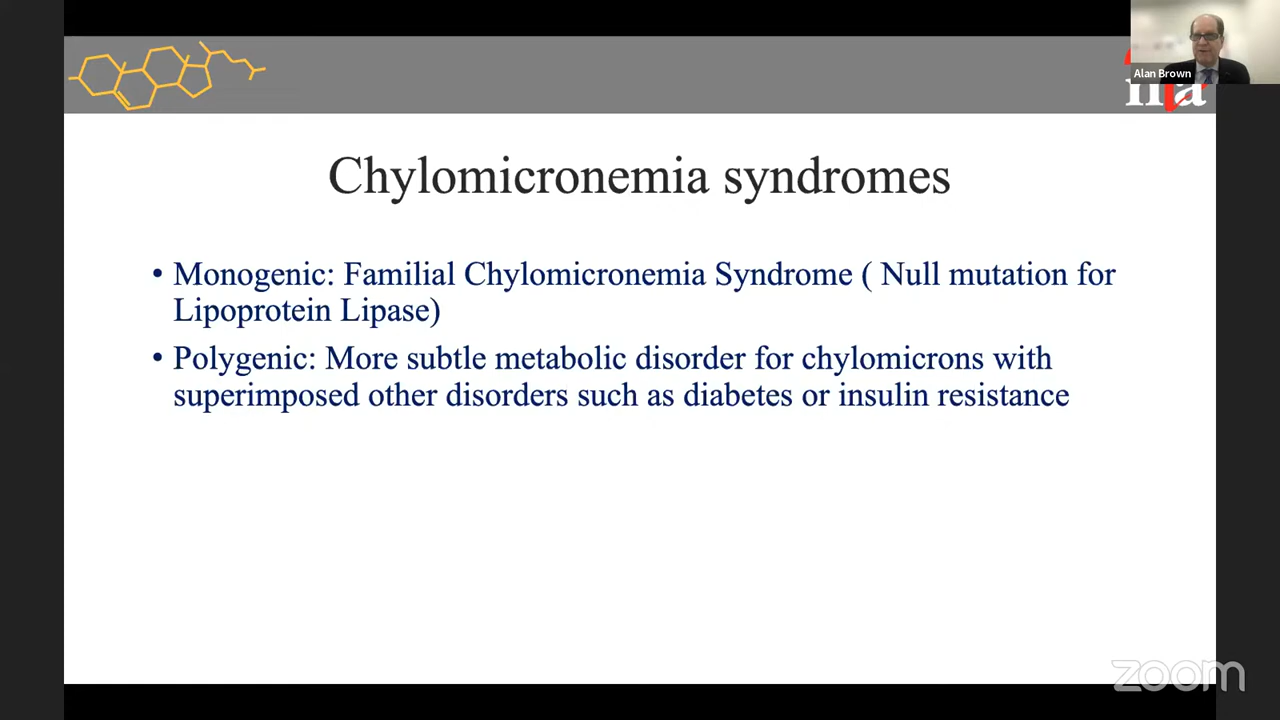 Alan Brown
Chylomicronemia syndromes
• Monogenic: Familial Chylomicronemia Syndrome ( Null mutation for
Lipoprotein Lipase)
• Polygenic: More subtle metabolic disorder for chylomicrons with
superimposed other disorders such as diabetes or insulin resistance
zoom